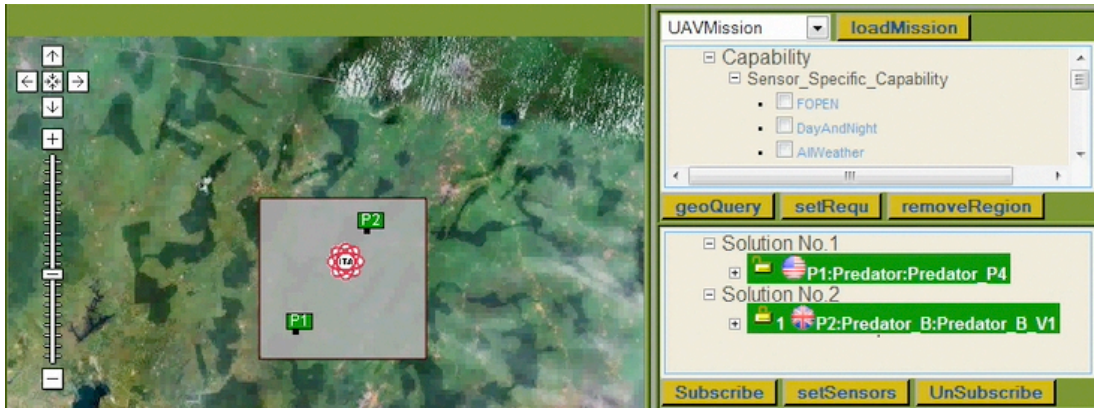 UAVMission
loadMission
Capability
Sensor_Specific_Capability
FOPEN
DayAndNight
AllWeather
geoQuery setRequ removeRegion
P2
ITA
P1
Solution No.1
P1:Predator:Predator_P4
Solution No.2
1 P2:Predator_B:Predator_B_V1
Subscribe setSensors UnSubscribe